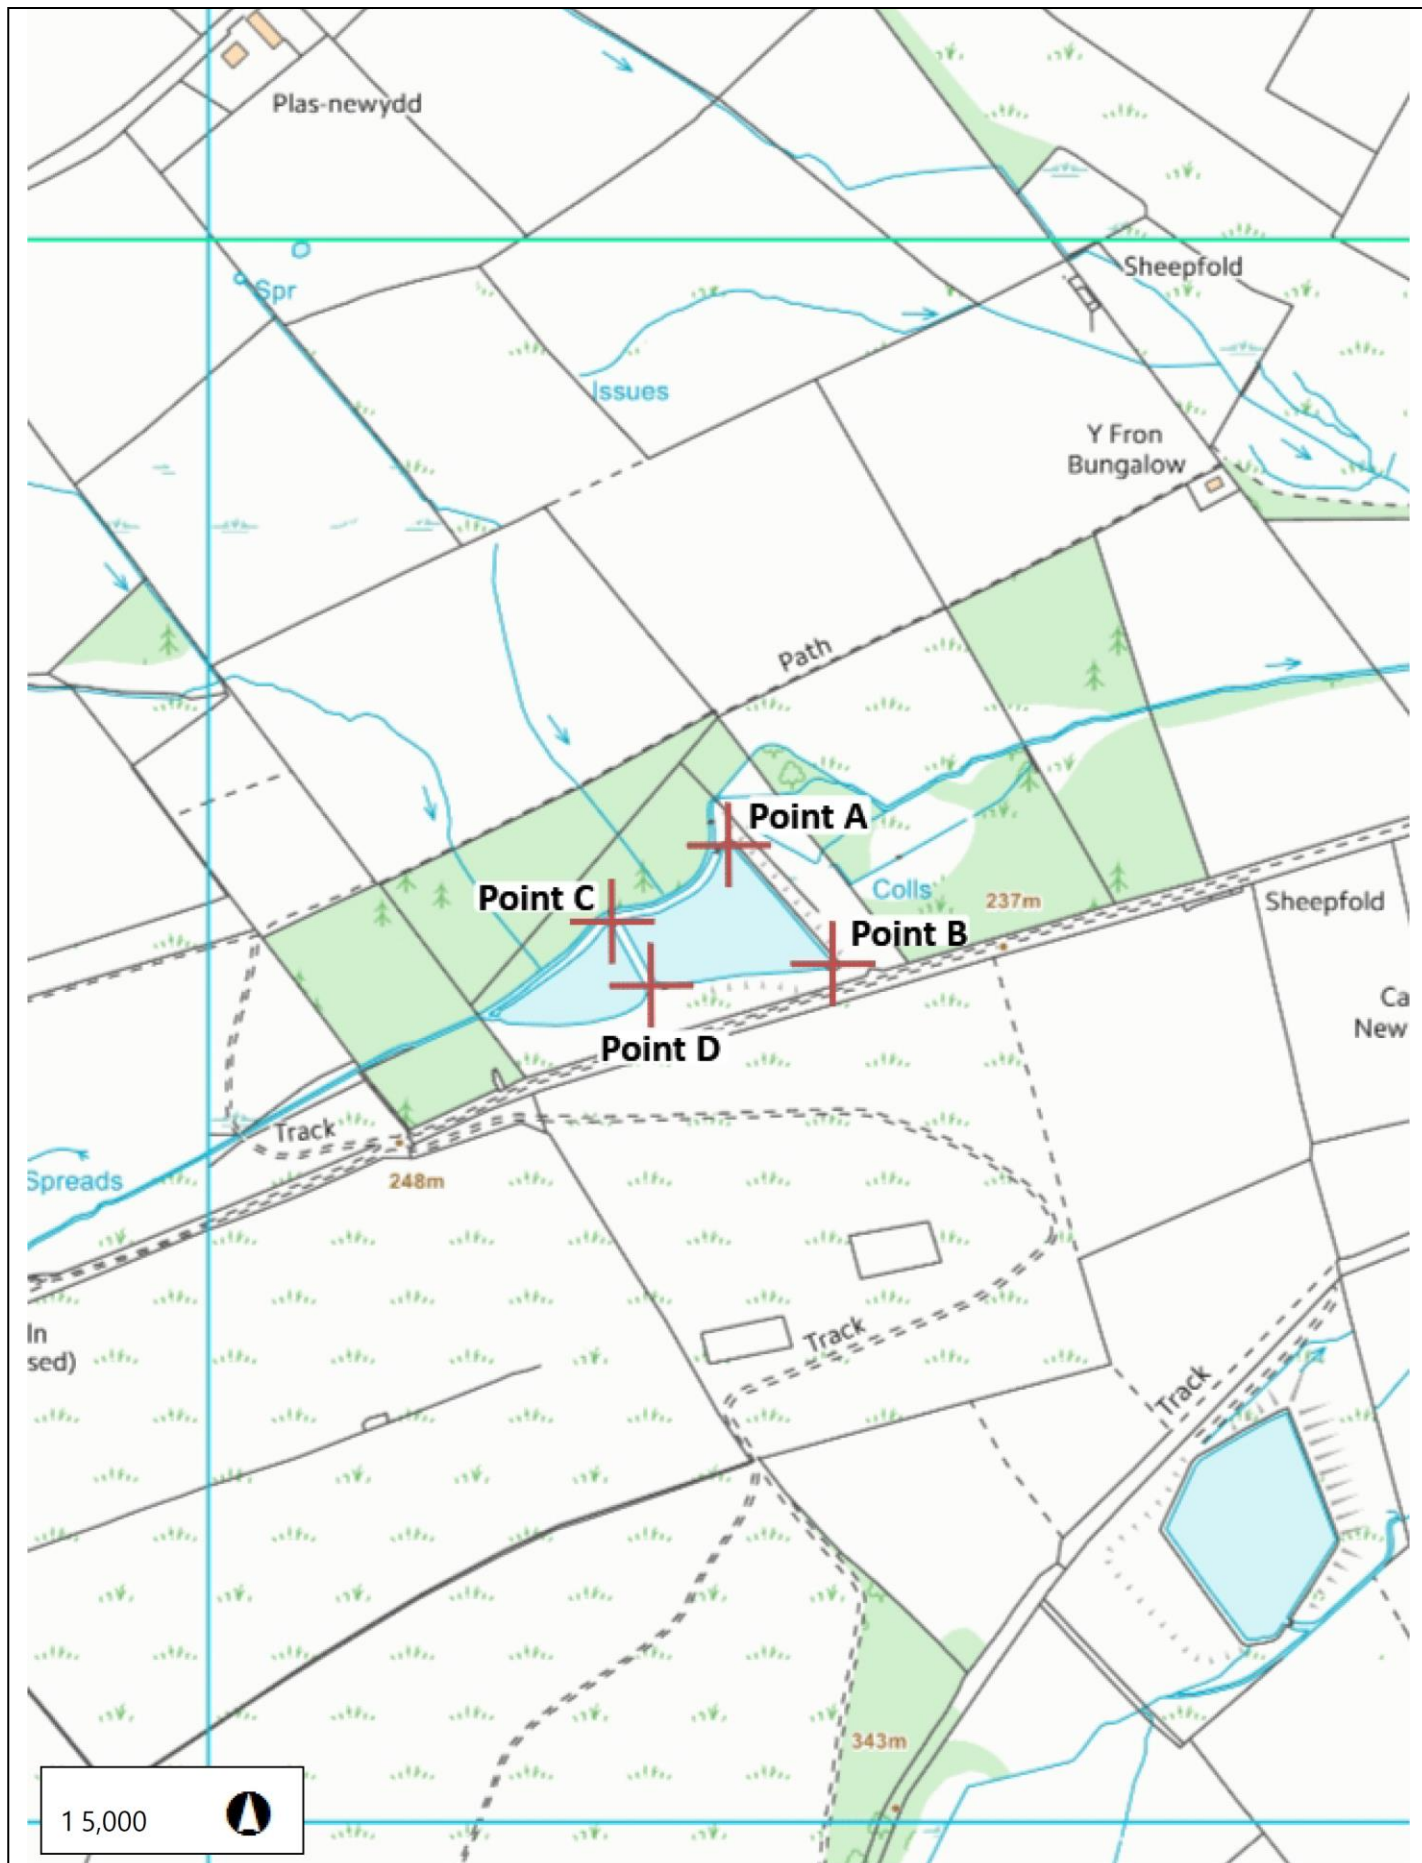 Plas-newydd
Sheepfold
Spr
Issues
Y Fron
Bungalow
Path
Point A
Point C
Colls
237m
Sheepfold
Point B
Ca
New
Point D
Track
248m
Spreads
ln
sed)
Track
Track
343m
1 5,000